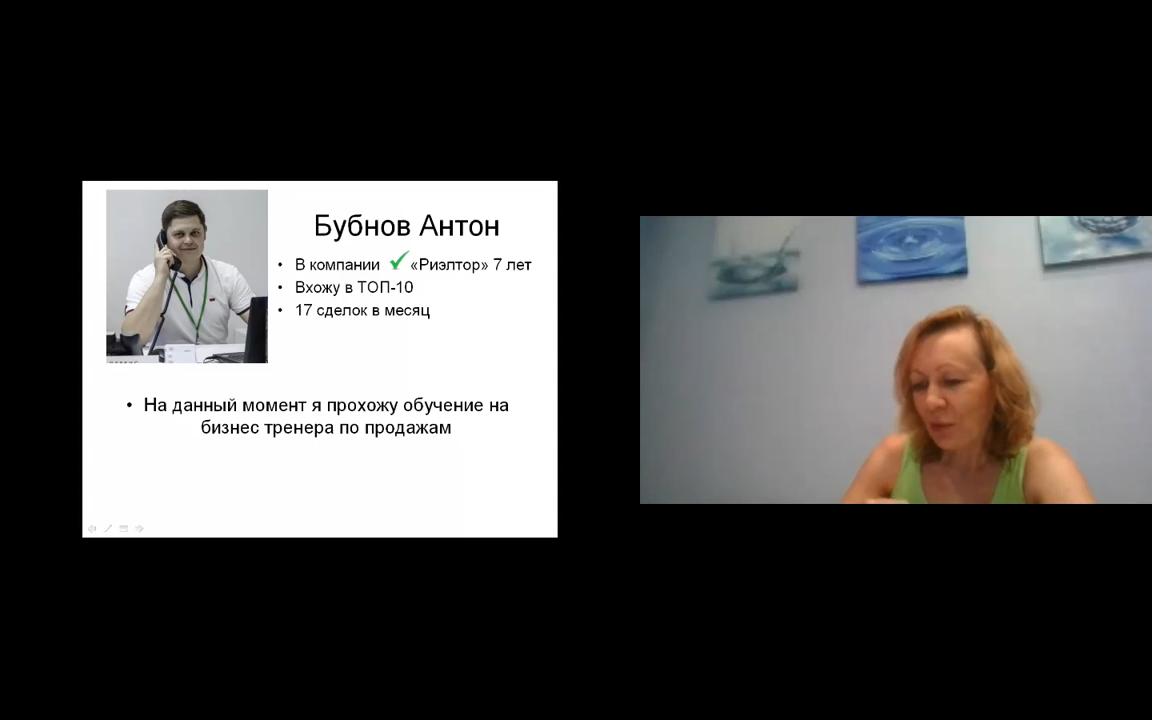 Бубнов Антон
• В компании «Риэлтор» 7 лет
• Вхожу в ТОП-10
• 17 сделок в месяц
• На данный момент я прохожу обучение на
бизнес тренера по продажам